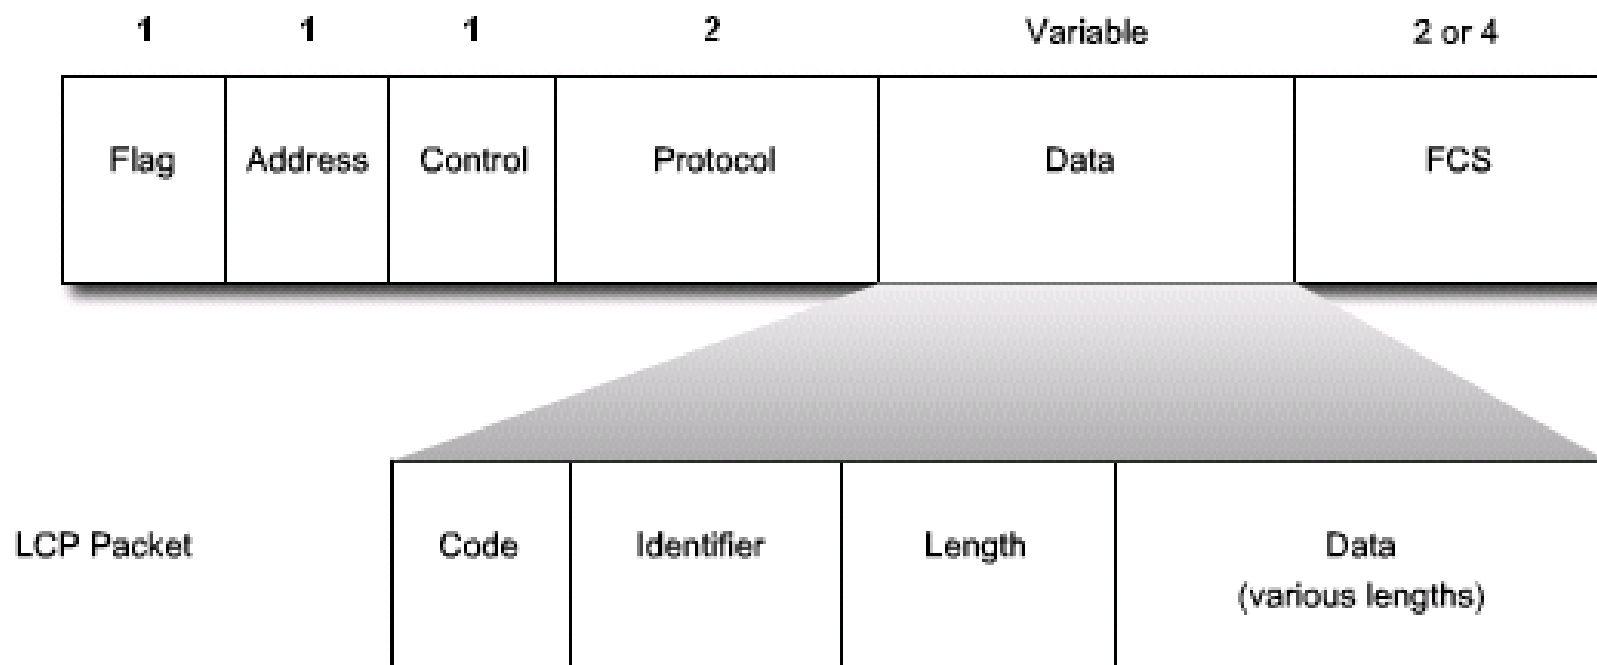 1 1 1 2 Variable 2 or 4
Flag Address Control Protocol Data FCS
LCP Packet Code Identifier Length Data
(various lengths)